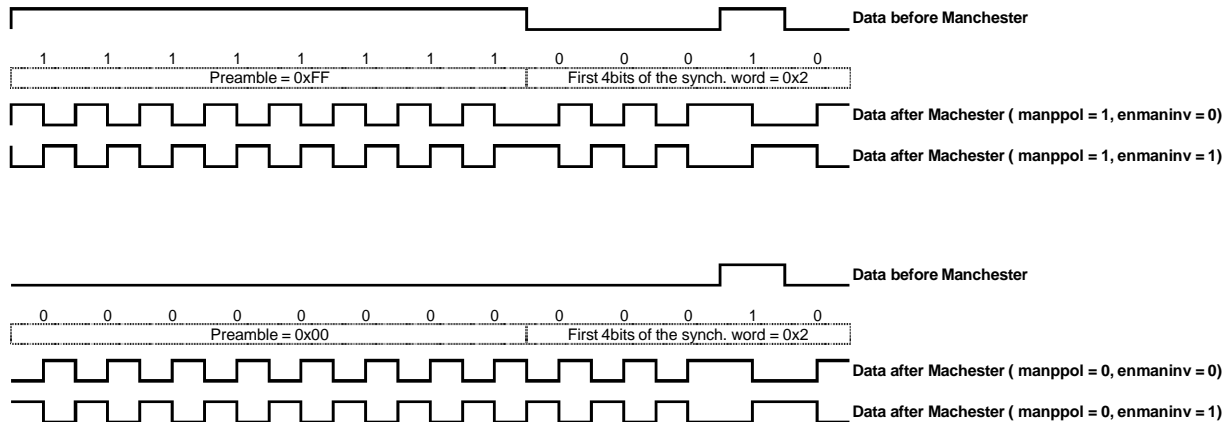 Data before Manchester
1 1 1 1 1 1 1 1 0 0 0 1 0
Preamble = 0xFF First 4bits of the synch. word = 0x2
Data after Machester ( manppol = 1, enmaninv = 0)
Data after Machester ( manppol = 1, enmaninv = 1)
Data before Manchester
0 0 0 0 0 0 0 0 0 0 0 1 0
Preamble = 0x00 First 4bits of the synch. word = 0x2
Data after Machester ( manppol = 0, enmaninv = 0)
Data after Machester ( manppol = 0, enmaninv = 1)